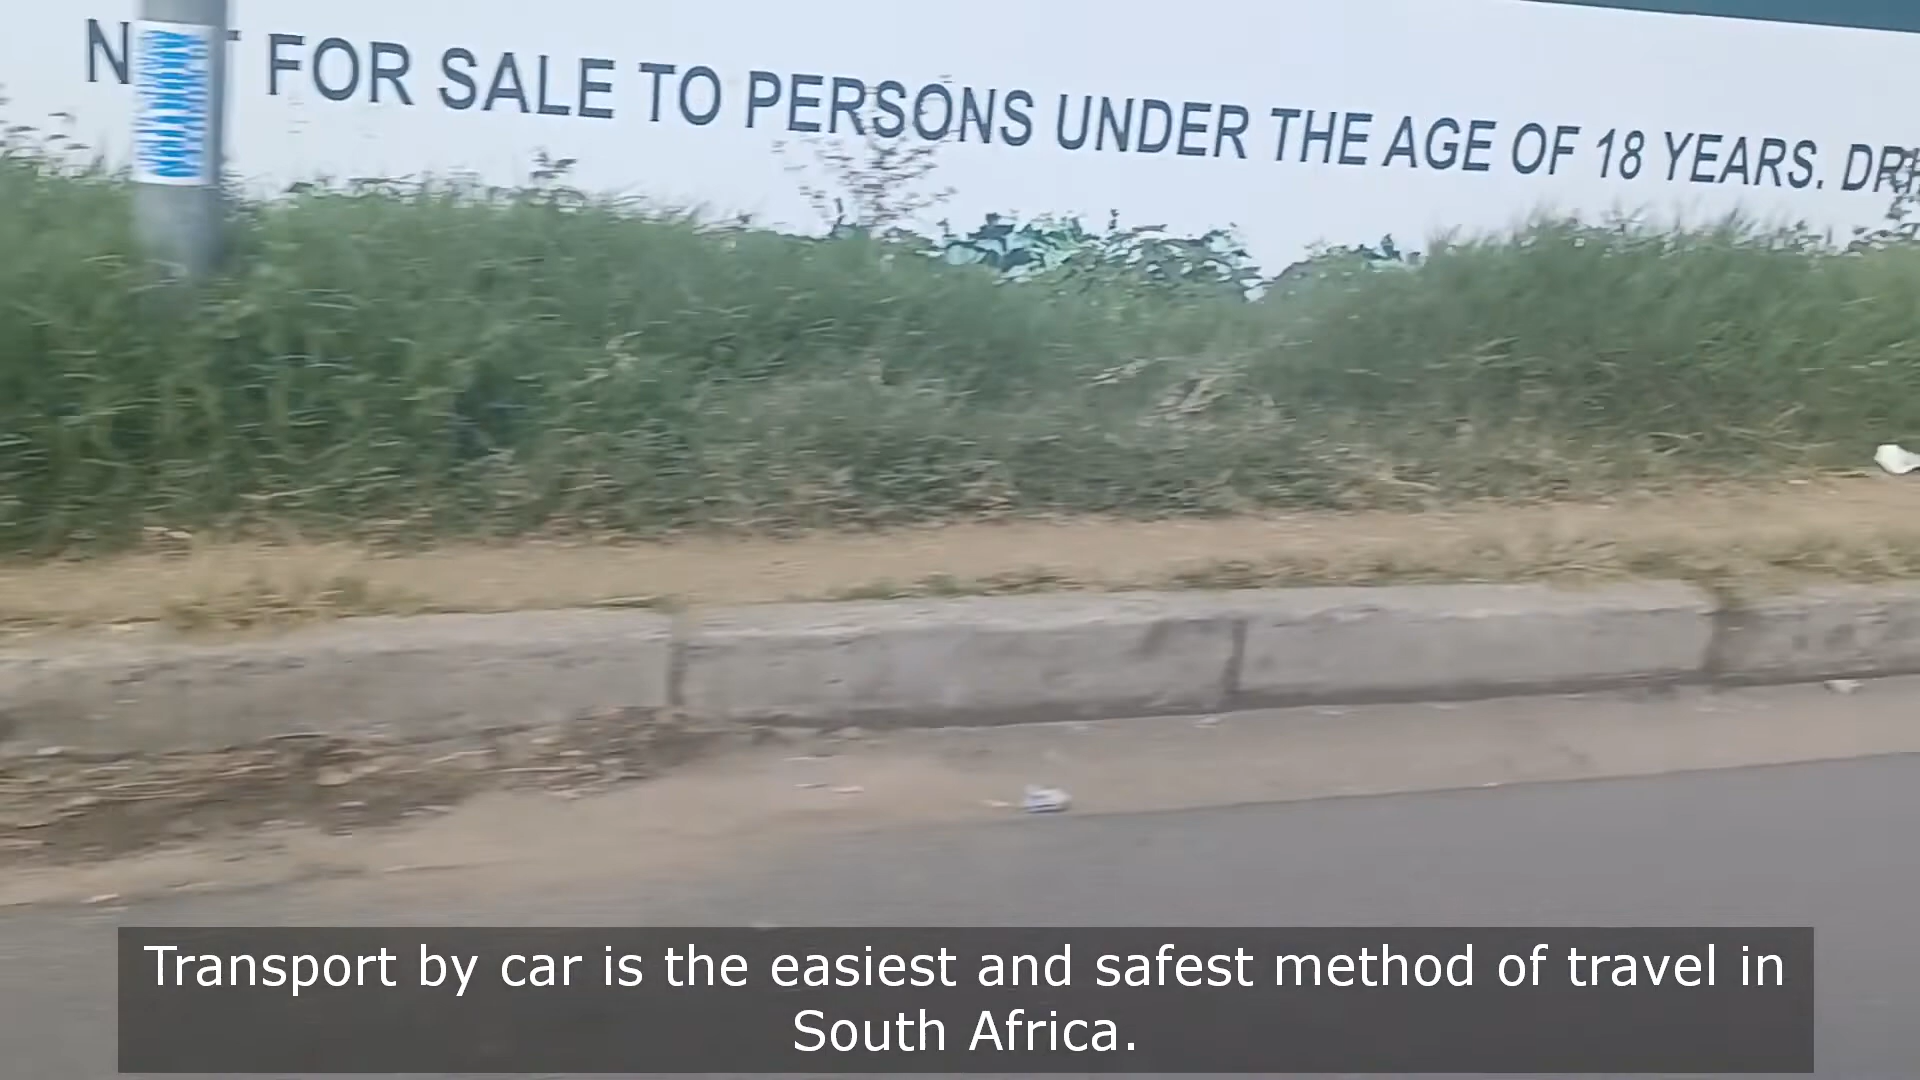 FOR SALE TO PERSONS UNDER THE AGE OF 18 YEARS.
Transport by car is the easiest and safest method of travel in
South Africa.